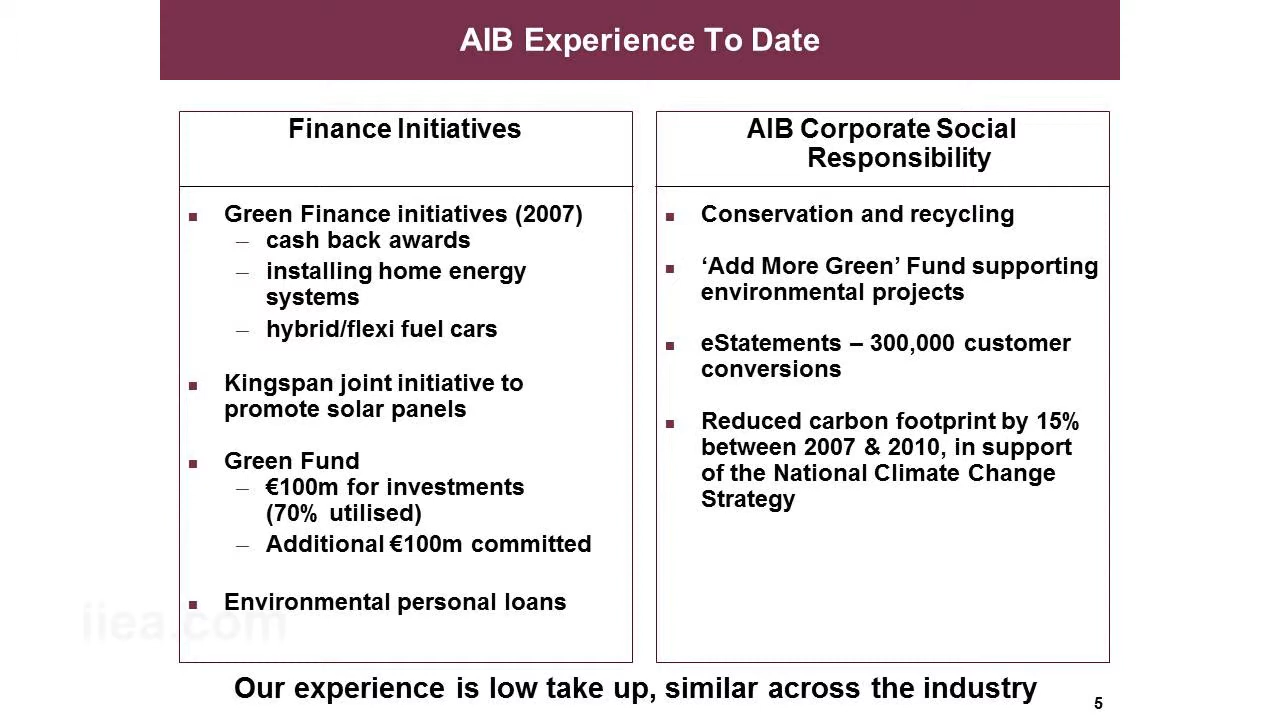 AIB Experience To Date
Finance Initiatives
Green Finance initiatives (2007)
– cash back awards
– installing home energy
systems
– hybrid/flexi fuel cars
Kingspan joint initiative to
promote solar panels
Green Fund
– €100m for investments
(70% utilised)
– Additional €100m committed
Environmental personal loans
AIB Corporate Social
Responsibility
Conservation and recycling
‘Add More Green’ Fund supporting
environmental projects
eStatements – 300,000 customer
conversions
Reduced carbon footprint by 15%
between 2007 & 2010, in support
of the National Climate Change
Strategy
iiea.com
Our experience is low take up, similar across the industry
5